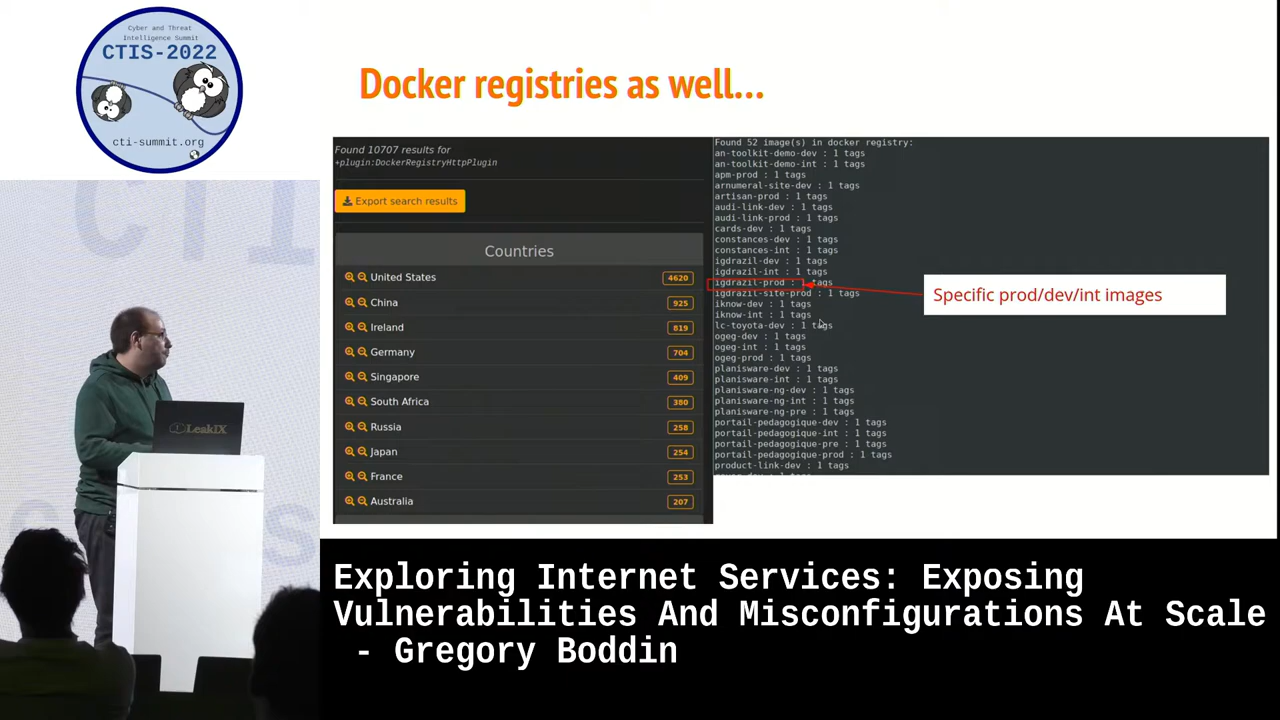 Cyber and Threat
Intelligence Summit
CTIS-2022
cti-summit.org
Docker registries as well...
Found 10707 results for
+plugin:DockerRegistryHttpPlugin
Export search results
Countries
United States 4620
China 925
Ireland 819
Germany 704
Singapore 409
South Africa 380
Russia 258
Japan 254
France 253
Australia 207
Found 52 image(s) in docker registry:
an-toolkit-demo-dev : 1 tags
an-toolkit-demo-int : 1 tags
apm-prod : 1 tags
arnumeral-site-dev : 1 tags
artisan-prod : 1 tags
audi-link-dev : 1 tags
audi-link-prod : 1 tags
cards-dev : 1 tags
constances-dev : 1 tags
constances-int : 1 tags
igdrazil-dev : 1 tags
igdrazil-int : 1 tags
igdrazil-prod : 1 tags
igdrazil-site-prod : 1 tags
iknow-dev : 1 tags
iknow-int : 1 tags
lc-toyota-dev : 1 tags
ogeg-dev : 1 tags
ogeg-int : 1 tags
ogeg-prod : 1 tags
planisware-dev : 1 tags
planisware-int : 1 tags
planisware-ng-dev : 1 tags
planisware-ng-int : 1 tags
planisware-ng-pre : 1 tags
portail-pedagogique-dev : 1 tags
portail-pedagogique-int : 1 tags
portail-pedagogique-pre : 1 tags
portail-pedagogique-prod : 1 tags
product-link-dev : 1 tags
Specific prod/dev/int images
LeakIX
Exploring Internet Services: Exposing
Vulnerabilities And Misconfigurations At Scale
- Gregory Boddin